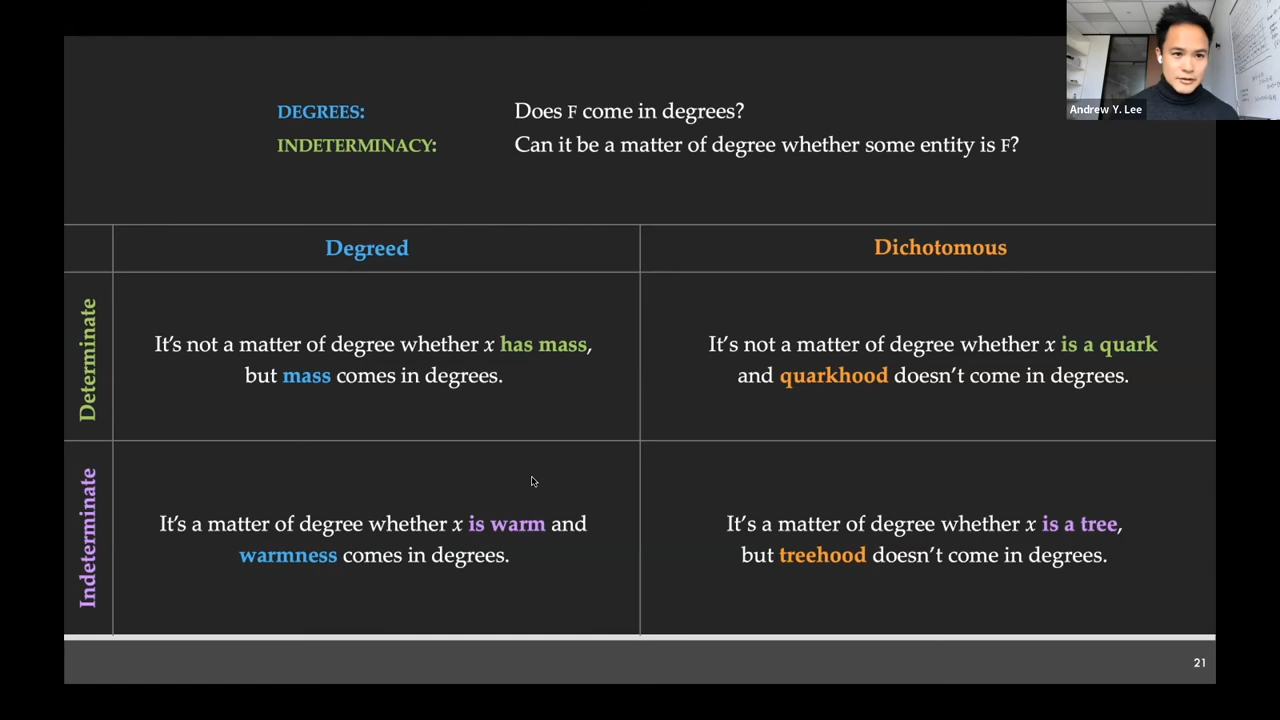 Andrew Y. Lee
DEGREES: Does F come in degrees?
INDETERMINACY: Can it be a matter of degree whether some entity is F?
Degreed
Dichotomous
Determinate
It's not a matter of degree whether x has mass,
but mass comes in degrees.
It's not a matter of degree whether x is a quark
and quarkhood doesn't come in degrees.
Indeterminate
It's a matter of degree whether x is warm and
warmness comes in degrees.
It's a matter of degree whether x is a tree,
but treehood doesn't come in degrees.
21